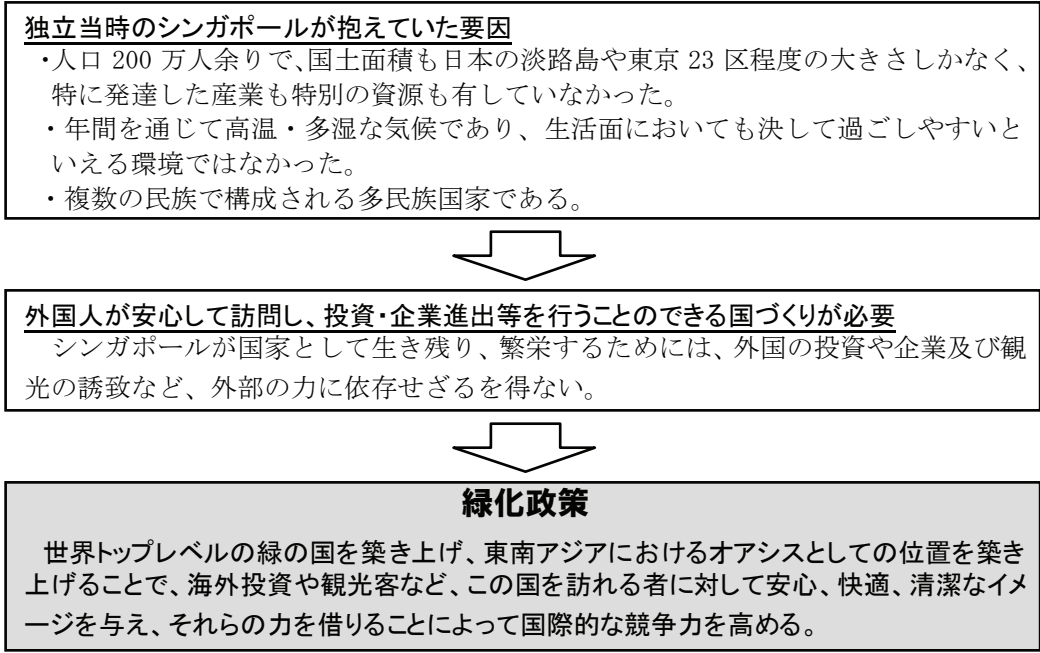 独立当時のシンガポールが抱えていた要因
・人口 200 万人余りで、国土面積も日本の淡路島や東京 23 区程度の大きさしかなく、
特に発達した産業も特別の資源も有していなかった。
・年間を通じて高温・多湿な気候であり、生活面においても決して過ごしやすいと
いえる環境ではなかった。
・複数の民族で構成される多民族国家である。
外国人が安心して訪問し、投資・企業進出等を行うことのできる国づくりが必要
シンガポールが国家として生き残り、繁栄するためには、外国の投資や企業及び観
光の誘致など、外部の力に依存せざるを得ない。
緑化政策
世界トップレベルの緑の国を築き上げ、東南アジアにおけるオアシスとしての位置を築き
上げることで、海外投資や観光客など、この国を訪れる者に対して安心、快適、清潔なイメ
ージを与え、それらの力を借りることによって国際的な競争力を高める。